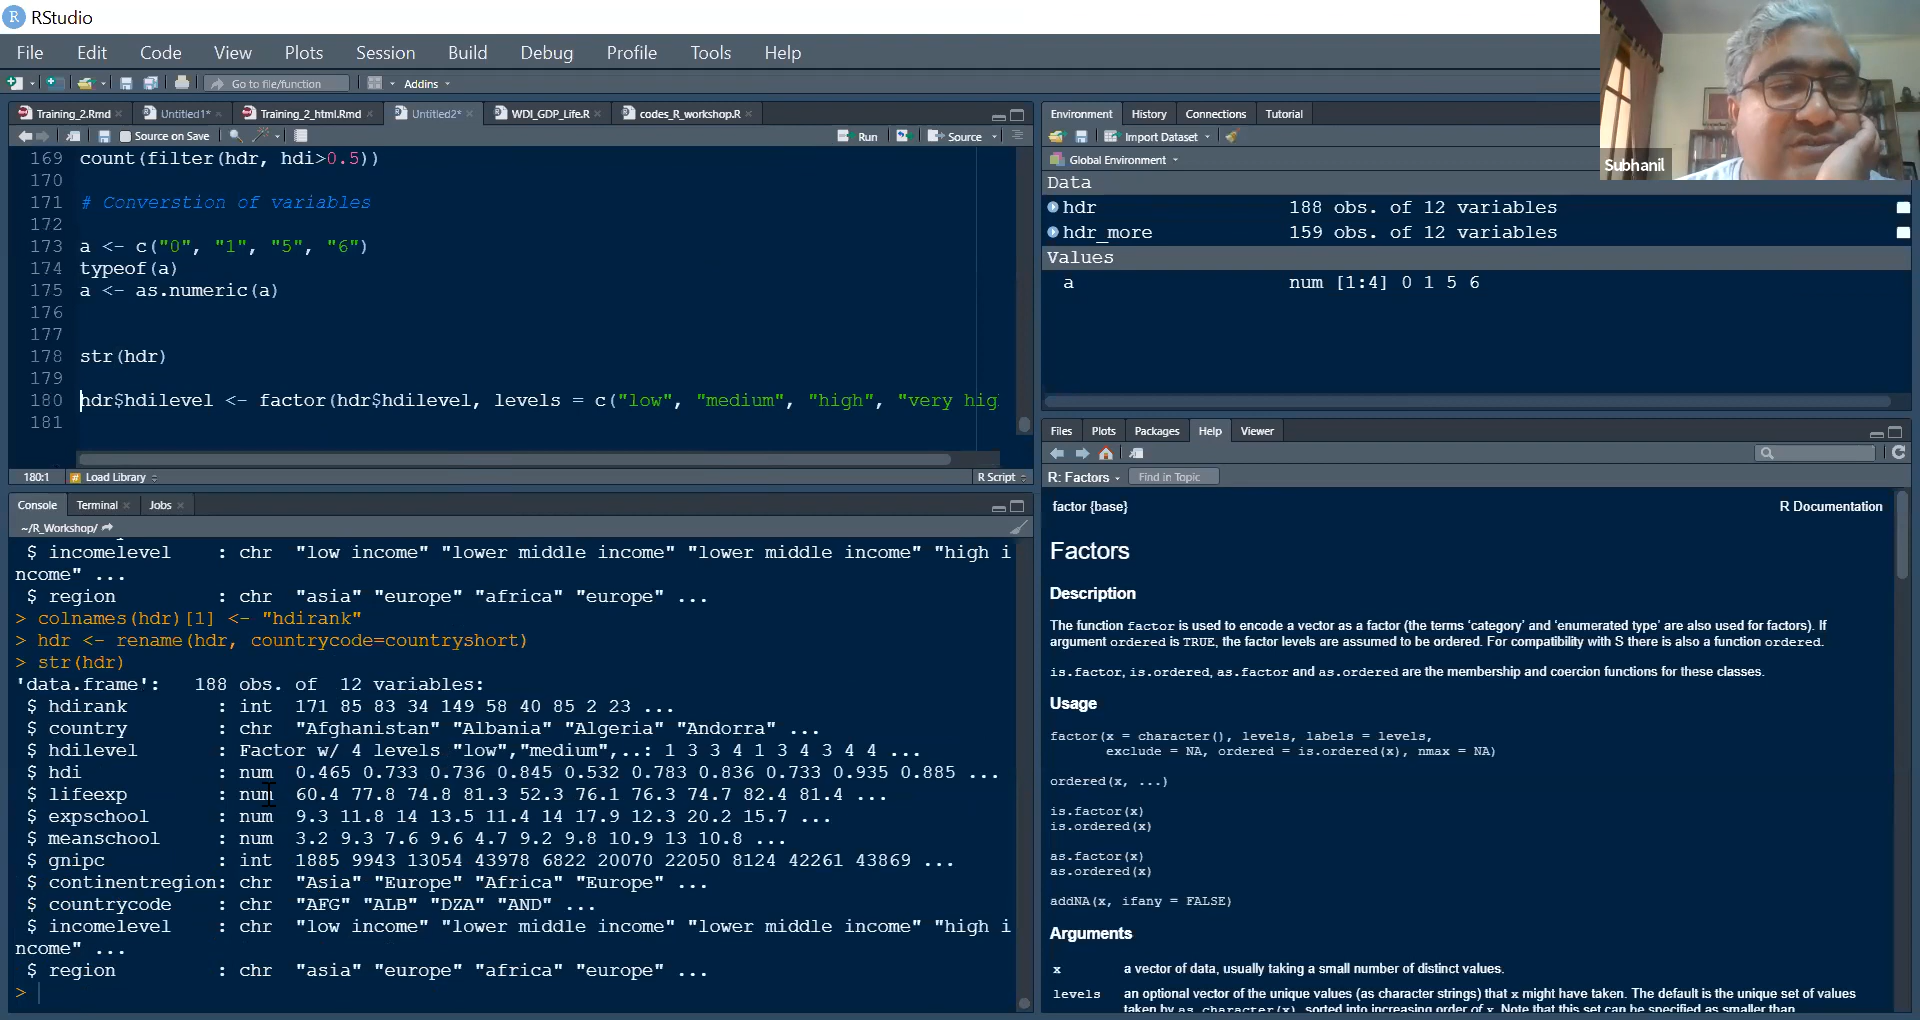 RStudio
File Edit Code View Plots Session Build Debug Profile Tools Help
Go to file/function Addins
Training_2.Rmd Untitled1* Training_2_html.Rmd Untitled2* WDI_GDP_Life.R codes_R_workshop.R
Source on Save Run Source
169 count(filter(hdr, hdi>0.5))
170
171 # Converstion of variables
172
173 a <- c("0", "1", "5", "6")
174 typeof(a)
175 a <- as.numeric(a)
176
177
178 str(hdr)
179
180 hdr$hdilevel <- factor(hdr$hdilevel, levels = c("low", "medium", "high", "very hig
181
180:1 # Load Library R Script
Console Terminal Jobs
~/R_Workshop/
$ incomelevel : chr "low income" "lower middle income" "lower middle income" "high i
ncome" ...
$ region : chr "asia" "europe" "africa" "europe" ...
> colnames(hdr)[1] <- "hdirank"
> hdr <- rename(hdr, countrycode=countryshort)
> str(hdr)
'data.frame': 188 obs. of 12 variables:
$ hdirank : int 171 85 83 34 149 58 40 85 2 23 ...
$ country : chr "Afghanistan" "Albania" "Algeria" "Andorra" ...
$ hdilevel : Factor w/ 4 levels "low","medium",..: 1 3 3 4 1 3 4 3 4 4 ...
$ hdi : num 0.465 0.733 0.736 0.845 0.532 0.783 0.836 0.733 0.935 0.885 ...
$ lifeexp : num 60.4 77.8 74.8 81.3 52.3 76.1 76.3 74.7 82.4 81.4 ...
$ expschool : num 9.3 11.8 14 13.5 11.4 14 17.9 12.3 20.2 15.7 ...
$ meanschool : num 3.2 9.3 7.6 9.6 4.7 9.2 9.8 10.9 13 10.8 ...
$ gnipc : int 1885 9943 13054 43978 6822 20070 22050 8124 42261 43869 ...
$ continentregion: chr "Asia" "Europe" "Africa" "Europe" ...
$ countrycode : chr "AFG" "ALB" "DZA" "AND" ...
$ incomelevel : chr "low income" "lower middle income" "lower middle income" "high i
ncome" ...
$ region : chr "asia" "europe" "africa" "europe" ...
>
Environment History Connections Tutorial
Import Dataset
Global Environment
Subhanil
Data
hdr 188 obs. of 12 variables
hdr_more 159 obs. of 12 variables
Values
a num [1:4] 0 1 5 6
Files Plots Packages Help Viewer
R: Factors Find in Topic
factor {base} R Documentation
Factors
Description
The function factor is used to encode a vector as a factor (the terms ‘category’ and ‘enumerated type’ are also used for factors). If
argument ordered is TRUE, the factor levels are assumed to be ordered. For compatibility with S there is also a function ordered.
is.factor, is.ordered, as.factor and as.ordered are the membership and coercion functions for these classes.
Usage
factor(x = character(), levels, labels = levels,
exclude = NA, ordered = is.ordered(x), nmax = NA)
ordered(x, ...)
is.factor(x)
is.ordered(x)
as.factor(x)
as.ordered(x)
addNA(x, ifany = FALSE)
Arguments
x a vector of data, usually taking a small number of distinct values.
levels an optional vector of the unique values (as character strings) that x might have taken. The default is the unique set of values
taken by as.character(x), sorted into increasing order of x. Note that this set can be specified as smaller than